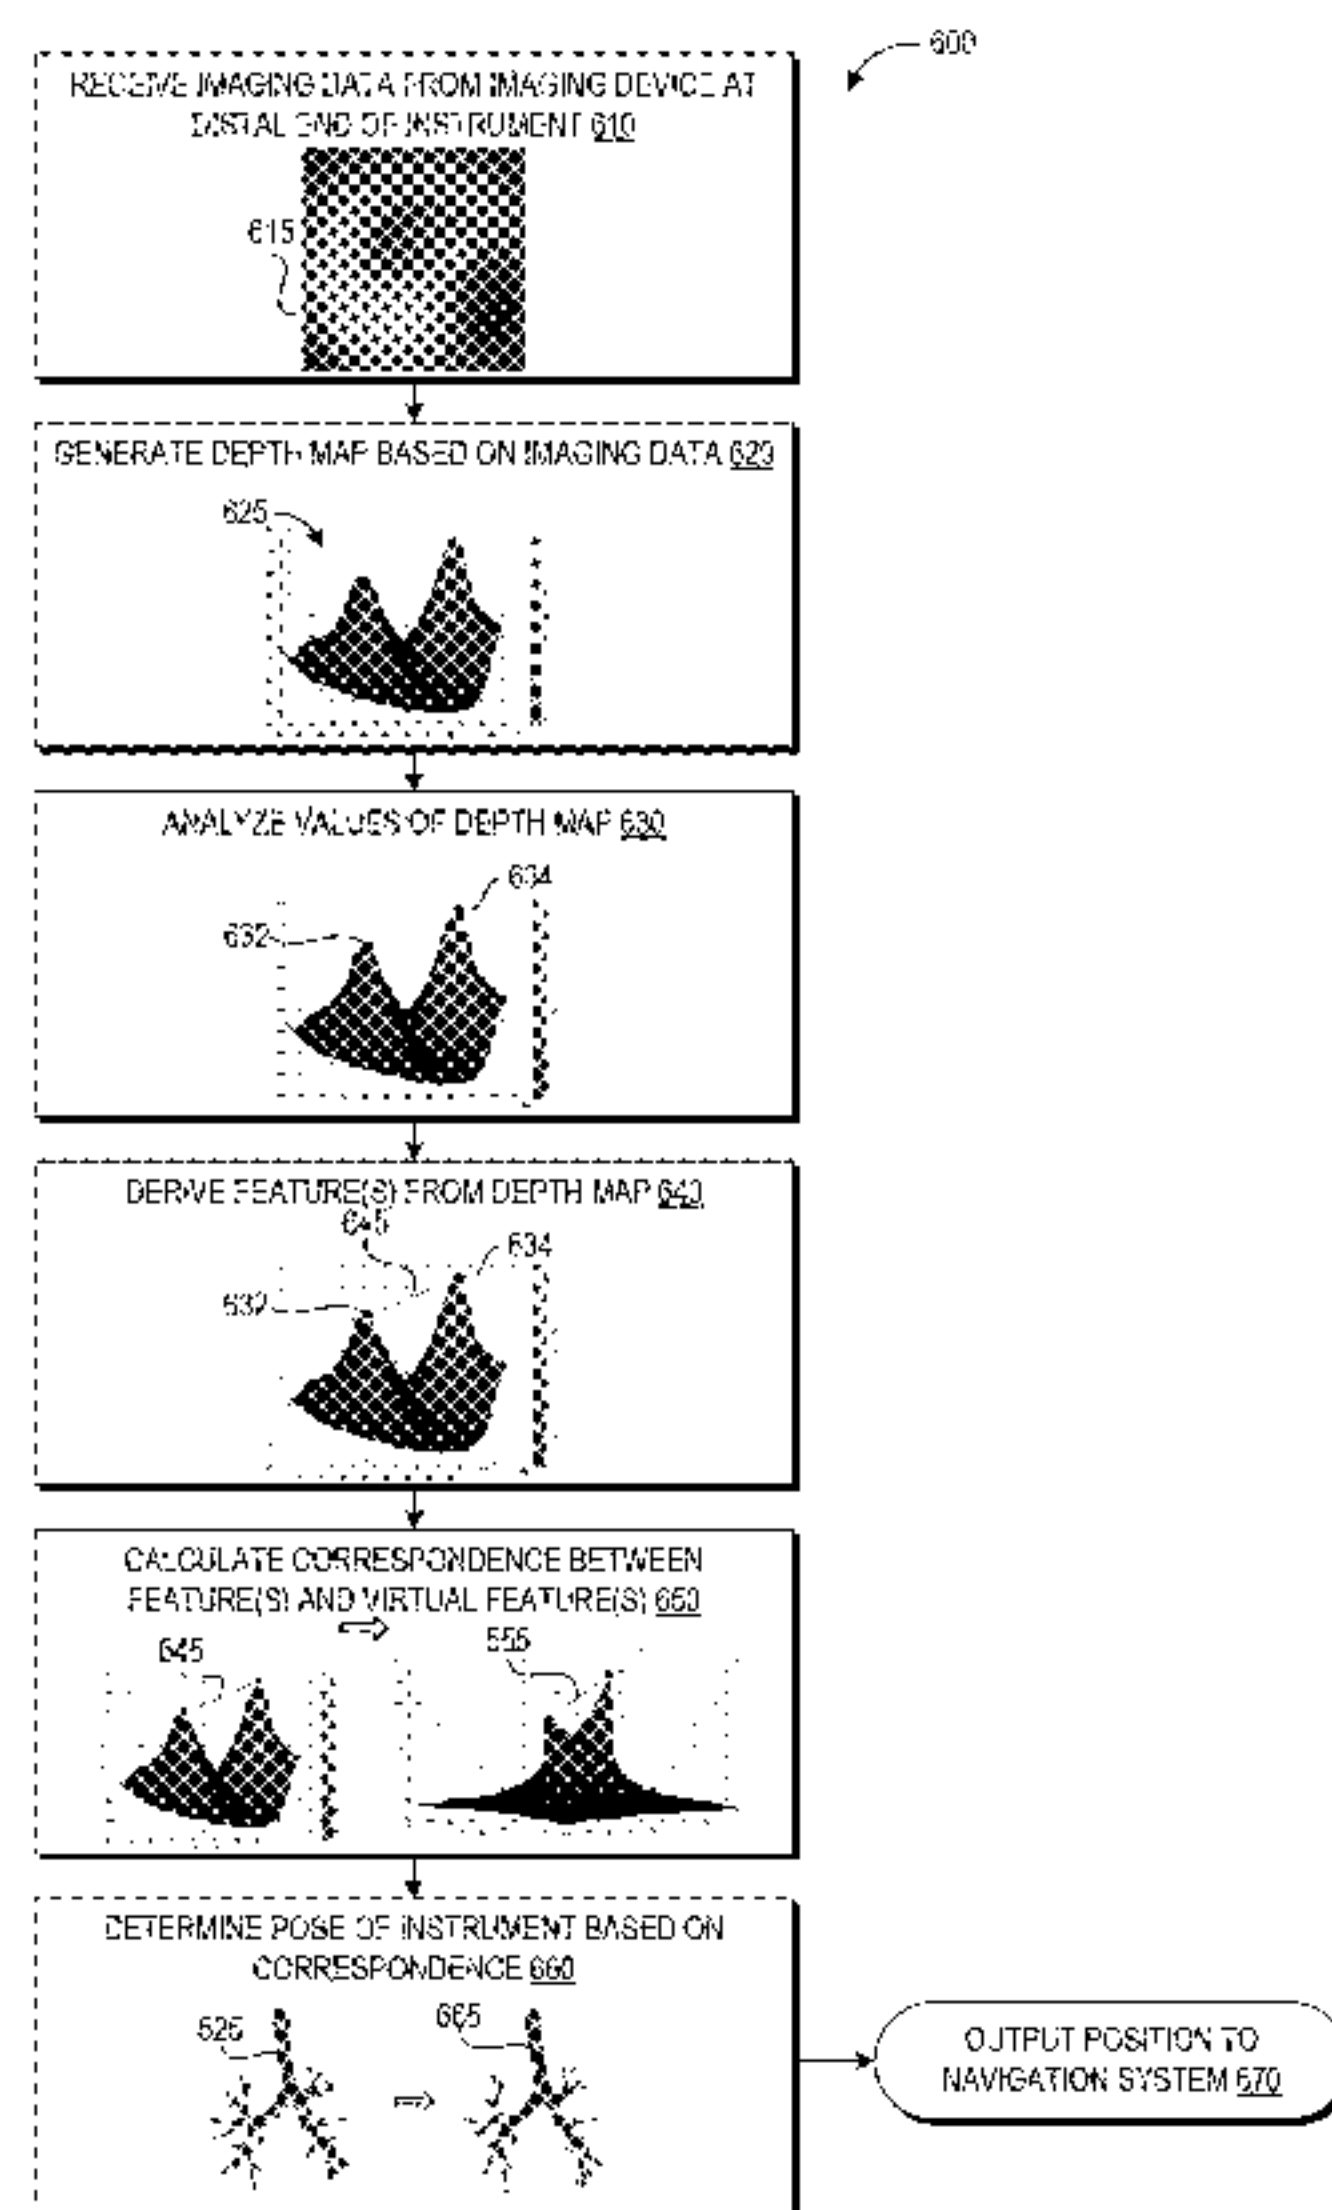 600
RECEIVE IMAGING DATA FROM IMAGING DEVICE AT
DISTAL END OF INSTRUMENT 610
615
GENERATE DEPTH MAP BASED ON IMAGING DATA 620
625
ANALYZE VALUES OF DEPTH MAP 630
634
632
DERIVE FEATURE(S) FROM DEPTH MAP 640
645
634
632
CALCULATE CORRESPONDENCE BETWEEN
FEATURE(S) AND VIRTUAL FEATURE(S) 650
645
555
DETERMINE POSE OF INSTRUMENT BASED ON
CORRESPONDENCE 660
525
665
OUTPUT POSITION TO
NAVIGATION SYSTEM 670